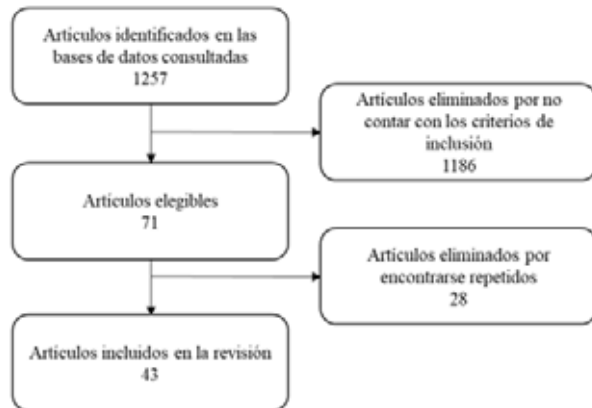 Artículos identificados en las
bases de datos consultadas
1257
Artículos eliminados por no
contar con los criterios de
inclusión
1186
Artículos elegibles
71
Artículos eliminados por
encontrarse repetidos
28
Artículos incluidos en la revisión
43